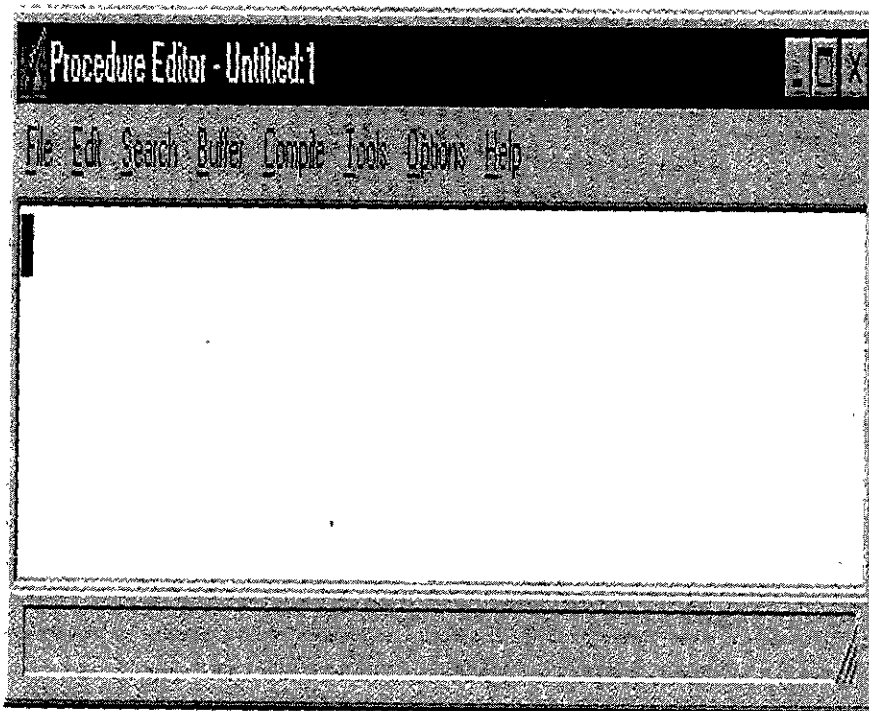 Procedure Editor - Untitled:1
File Edit Search Buffer Compile Tools Options Help